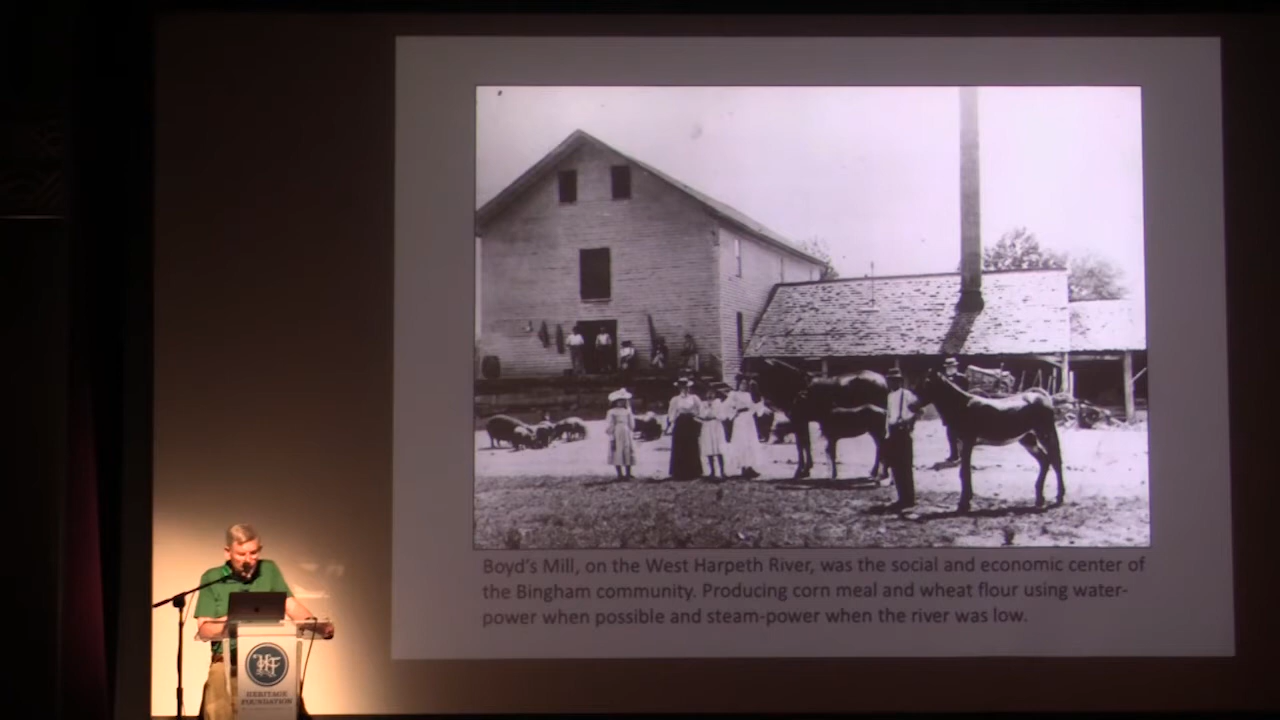 Boyd's Mill, on the West Harpeth River, was the social and economic center of
the Bingham community. Producing corn meal and wheat flour using water-
power when possible and steam-power when the river was low.
HF
HERITAGE
FOUNDATION